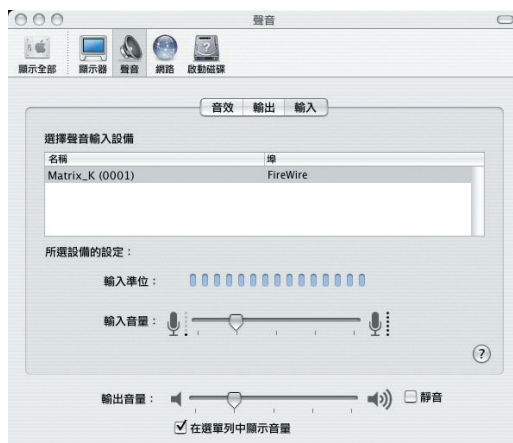 聲音
顯示全部 顯示器 聲音 網路 啟動磁碟
音效 輸出 輸入
選擇聲音輸入設備
名稱 埠
Matrix_K (0001) FireWire
所選設備的設定：
輸入準位：
輸入音量：
?
輸出音量： 靜音
在選單列中顯示音量